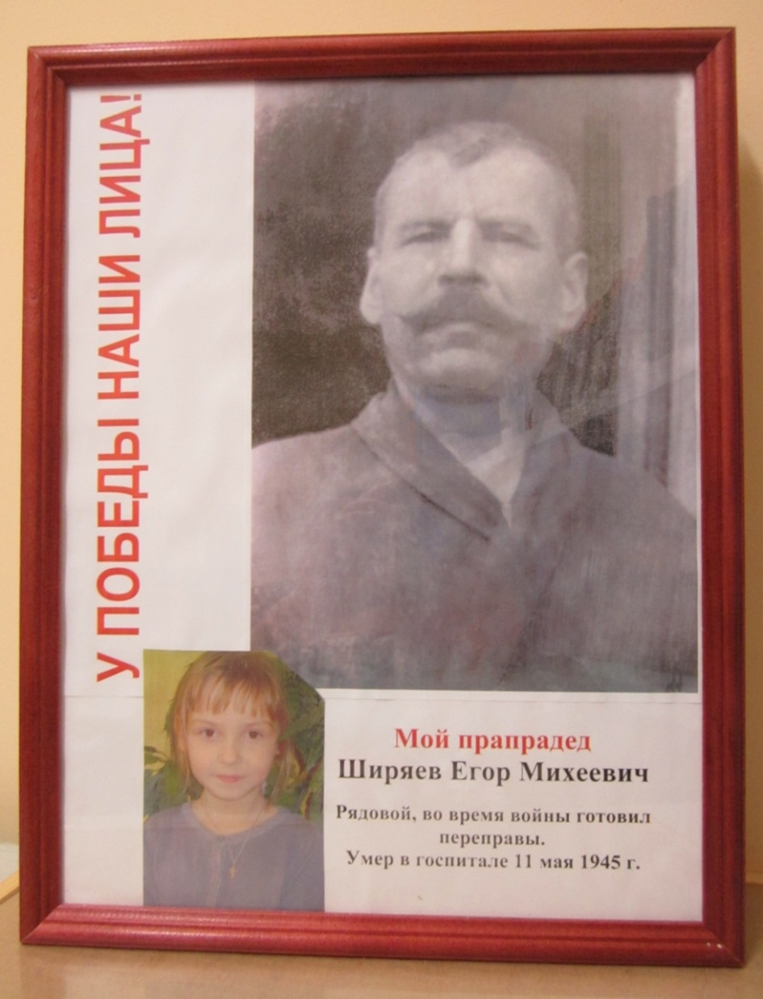 У ПОБЕДЫ НАШИ ЛИЦА!
Мой прапрадед
Ширяев Егор Михеевич
Рядовой, во время войны готовил
переправы.
Умер в госпитале 11 мая 1945 г.